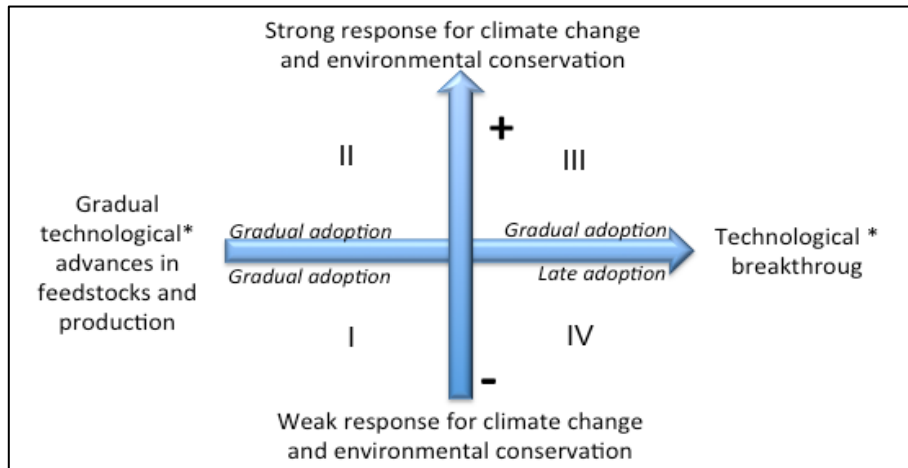 Strong response for climate change
and environmental conservation
+
II
III
Gradual
technological*
advances in
feedstocks and
production
Gradual adoption
Gradual adoption
Gradual adoption
Late adoption
Technological *
breakthroug
I
IV
-
Weak response for climate change
and environmental conservation